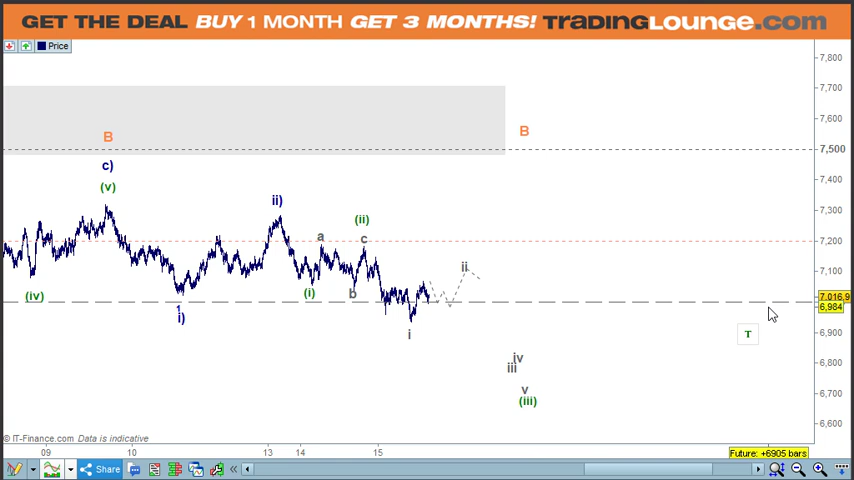 GET THE DEAL BUY 1 MONTH GET 3 MONTHS! TRADINGLOUNGE.com
Price
7,800
7,700
7,600
B
B
7,500
c)
7,400
(v)
ii)
7,300
(ii)
a
c
7,200
ii
7,100
(iv)
(i)
b
7,016,9
6,984
i)
i
6,900
T
iv
iii
6,800
v
(iii)
6,700
6,600
© IT-Finance.com Data is indicative
09
10
13
14
15
Future: +6905 bars
Share